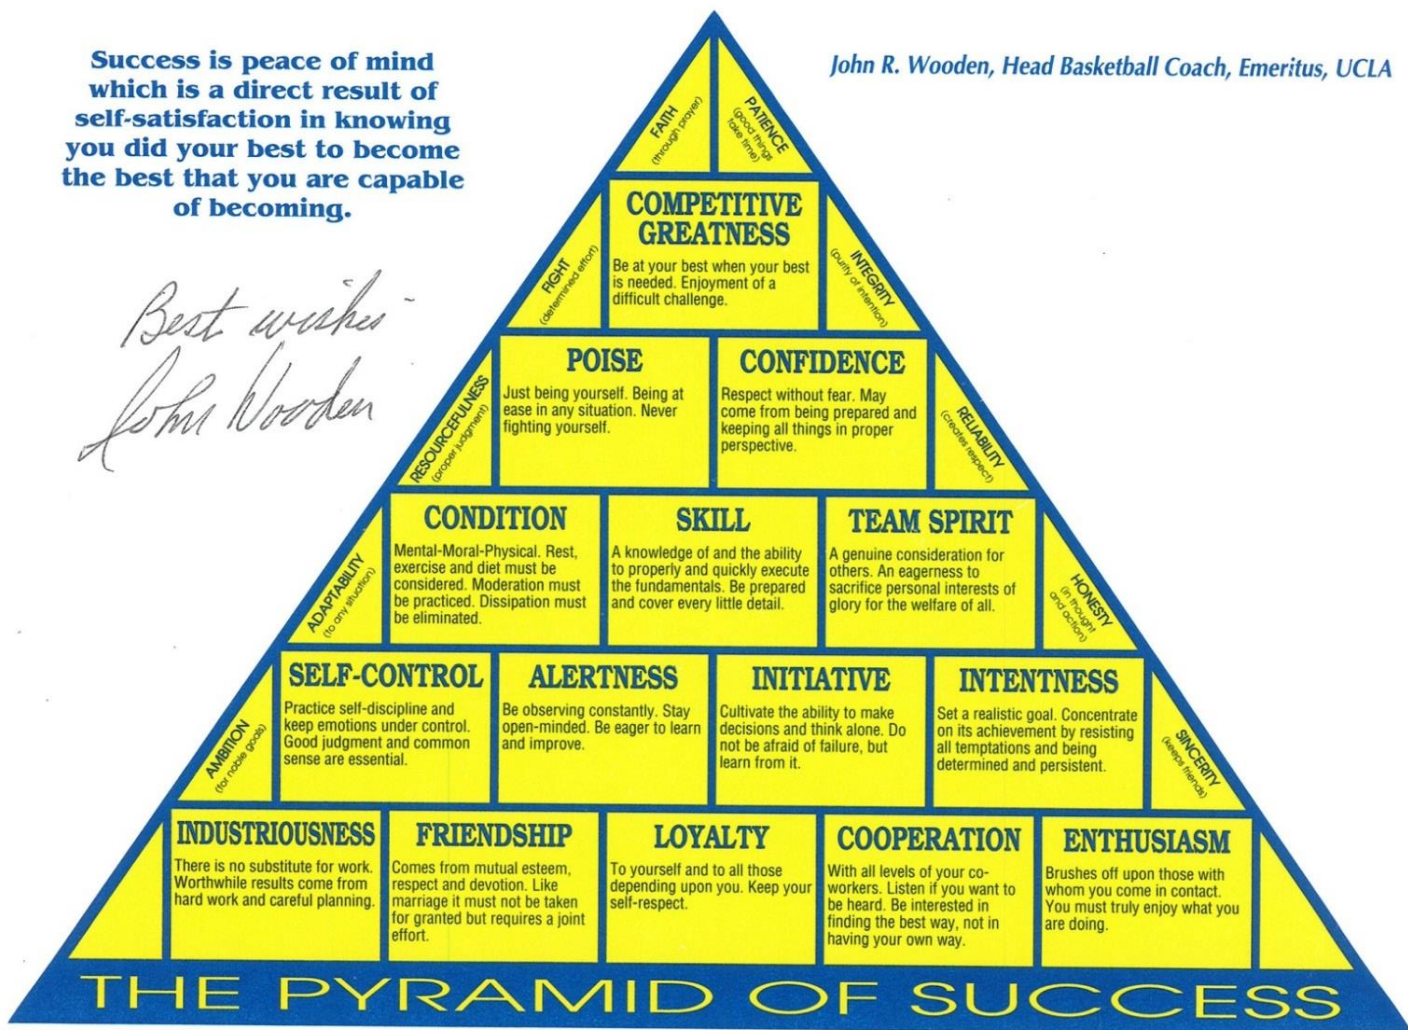 Success is peace of mind
which is a direct result of
self-satisfaction in knowing
you did your best to become
the best that you are capable
of becoming.
John R. Wooden, Head Basketball Coach, Emeritus, UCLA
Best wishes
John Wooden
FAITH
(through prayer)
PATIENCE
(good things
take time)
FIGHT
(determined effort)
COMPETITIVE
GREATNESS
Be at your best when your best
is needed. Enjoyment of a
difficult challenge.
INTEGRITY
(purity of intention)
RESOURCEFULNESS
(proper judgment)
POISE
Just being yourself. Being at
ease in any situation. Never
fighting yourself.
CONFIDENCE
Respect without fear. May
come from being prepared and
keeping all things in proper
perspective.
RELIABILITY
(creates respect)
ADAPTABILITY
(to any situation)
CONDITION
Mental-Moral-Physical. Rest,
exercise and diet must be
considered. Moderation must
be practiced. Dissipation must
be eliminated.
SKILL
A knowledge of and the ability
to properly and quickly execute
the fundamentals. Be prepared
and cover every little detail.
TEAM SPIRIT
A genuine consideration for
others. An eagerness to
sacrifice personal interests of
glory for the welfare of all.
HONESTY
(in thought
and action)
AMBITION
(for noble goals)
SELF-CONTROL
Practice self-discipline and
keep emotions under control.
Good judgment and common
sense are essential.
ALERTNESS
Be observing constantly. Stay
open-minded. Be eager to learn
and improve.
INITIATIVE
Cultivate the ability to make
decisions and think alone. Do
not be afraid of failure, but
learn from it.
INTENTNESS
Set a realistic goal. Concentrate
on its achievement by resisting
all temptations and being
determined and persistent.
SINCERITY
(keeps friends)
INDUSTRIOUSNESS
There is no substitute for work.
Worthwhile results come from
hard work and careful planning.
FRIENDSHIP
Comes from mutual esteem,
respect and devotion. Like
marriage it must not be taken
for granted but requires a joint
effort.
LOYALTY
To yourself and to all those
depending upon you. Keep your
self-respect.
COOPERATION
With all levels of your co-
workers. Listen if you want to
be heard. Be interested in
finding the best way, not in
having your own way.
ENTHUSIASM
Brushes off upon those with
whom you come in contact.
You must truly enjoy what you
are doing.
THE PYRAMID OF SUCCESS